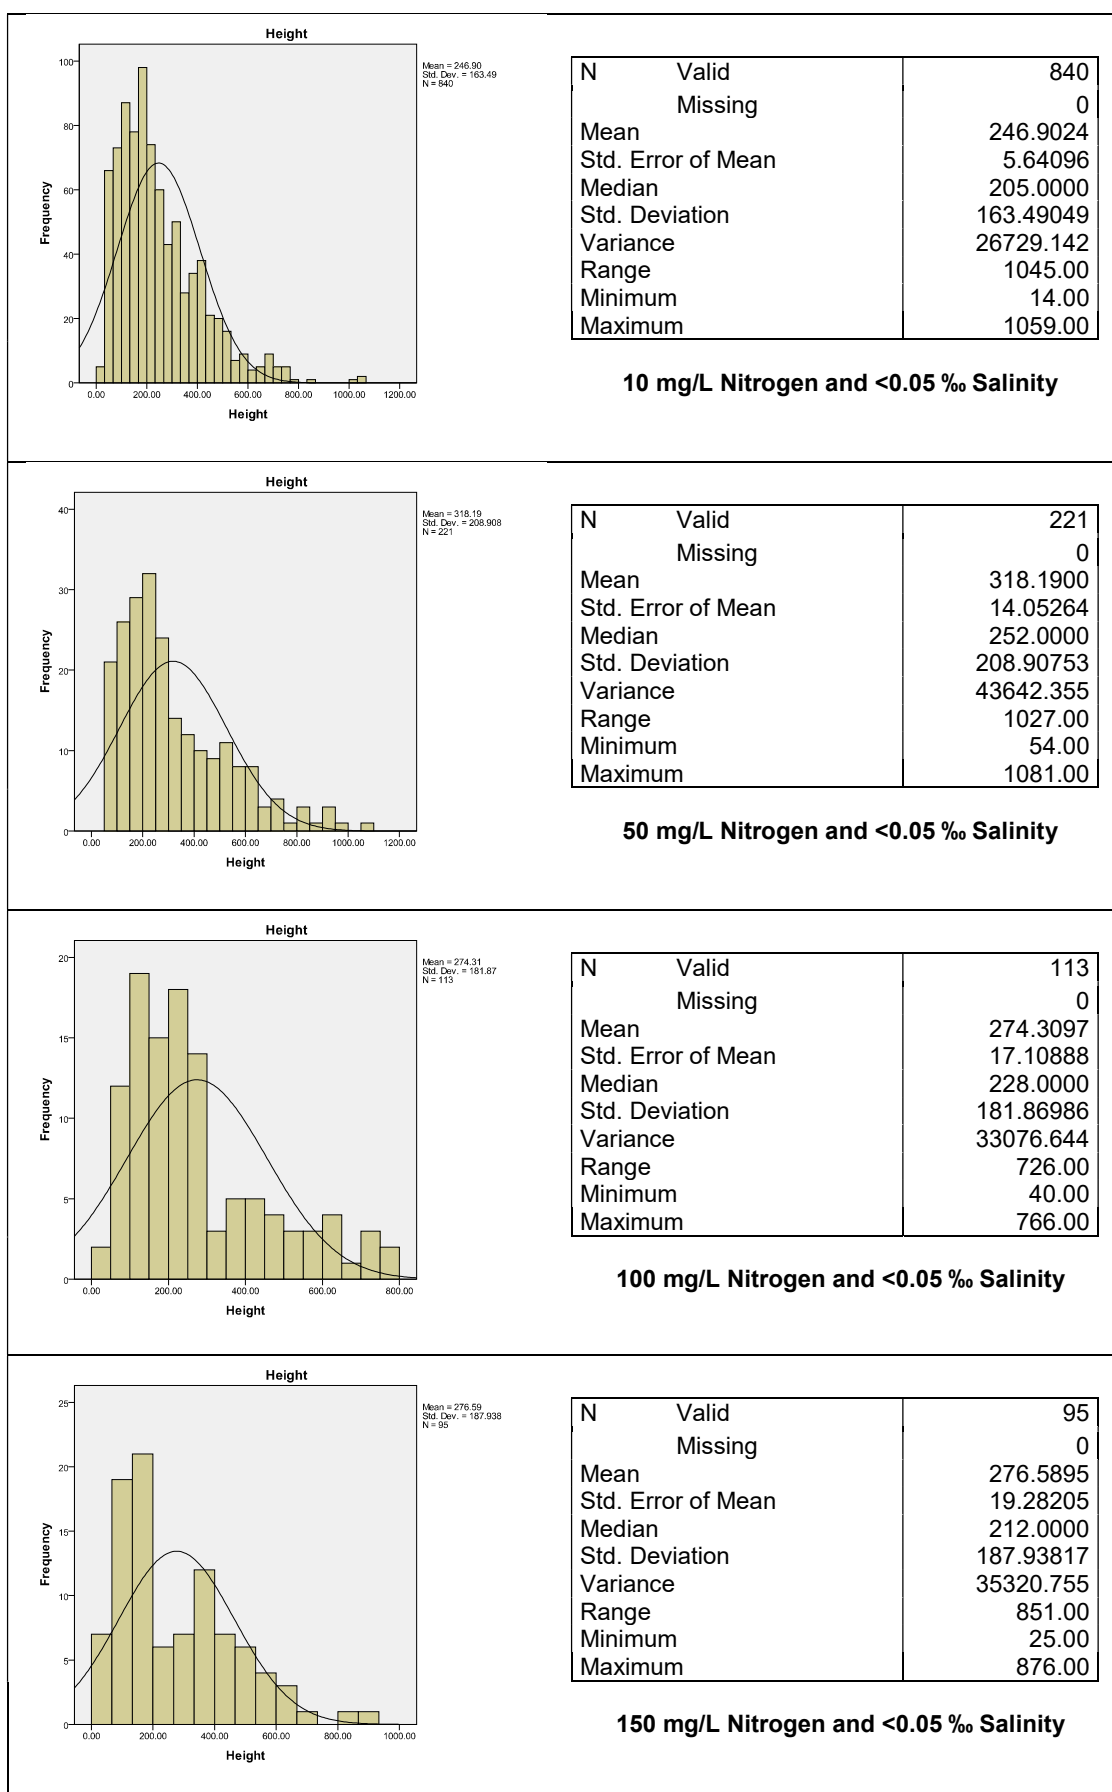 Height
Mean = 246.90
Std. Dev. = 163.49
N = 840
100
80
60
40
20
0
Frequency
0.00 200.00 400.00 600.00 800.00 1000.00 1200.00
Height
N Valid 840
Missing 0
Mean 246.9024
Std. Error of Mean 5.64096
Median 205.0000
Std. Deviation 163.49049
Variance 26729.142
Range 1045.00
Minimum 14.00
Maximum 1059.00
10 mg/L Nitrogen and <0.05 ‰ Salinity
Height
Mean = 318.19
Std. Dev. = 208.908
N = 221
40
30
20
10
0
Frequency
0.00 200.00 400.00 600.00 800.00 1000.00 1200.00
Height
N Valid 221
Missing 0
Mean 318.1900
Std. Error of Mean 14.05264
Median 252.0000
Std. Deviation 208.90753
Variance 43642.355
Range 1027.00
Minimum 54.00
Maximum 1081.00
50 mg/L Nitrogen and <0.05 ‰ Salinity
Height
Mean = 274.31
Std. Dev. = 181.87
N = 113
20
15
10
5
0
Frequency
0.00 200.00 400.00 600.00 800.00
Height
N Valid 113
Missing 0
Mean 274.3097
Std. Error of Mean 17.10888
Median 228.0000
Std. Deviation 181.86986
Variance 33076.644
Range 726.00
Minimum 40.00
Maximum 766.00
100 mg/L Nitrogen and <0.05 ‰ Salinity
Height
Mean = 276.59
Std. Dev. = 187.938
N = 95
25
20
15
10
5
0
Frequency
0.00 200.00 400.00 600.00 800.00 1000.00
Height
N Valid 95
Missing 0
Mean 276.5895
Std. Error of Mean 19.28205
Median 212.0000
Std. Deviation 187.93817
Variance 35320.755
Range 851.00
Minimum 25.00
Maximum 876.00
150 mg/L Nitrogen and <0.05 ‰ Salinity